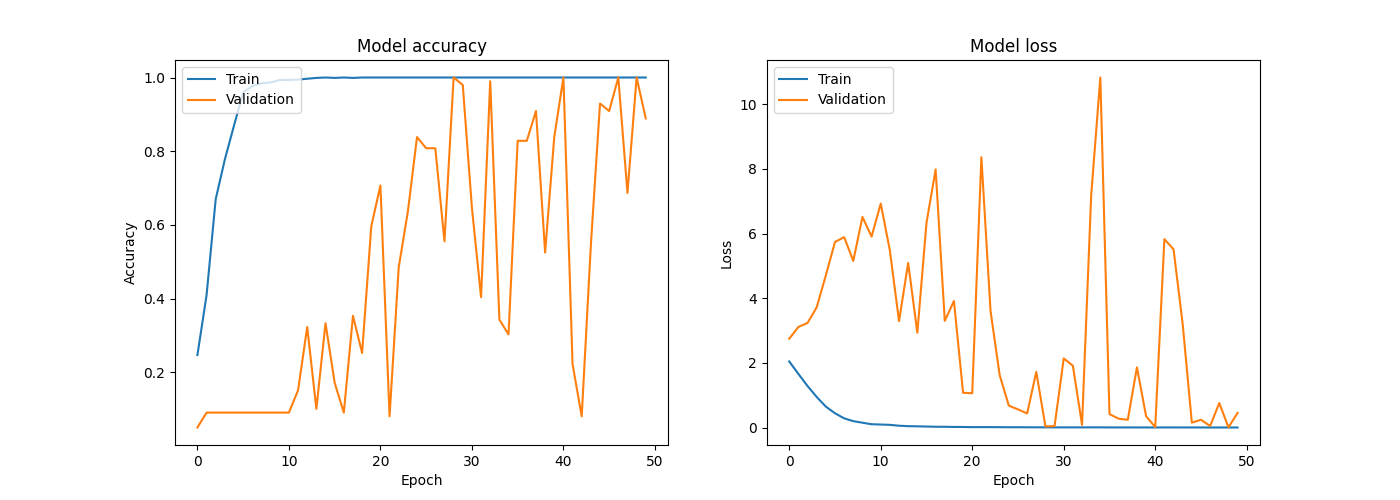 Model accuracy
Train
Validation
1.0
0.8
0.6
0.4
0.2
Accuracy
0 10 20 30 40 50
Epoch
Model loss
Train
Validation
10
8
6
4
2
0
Loss
0 10 20 30 40 50
Epoch